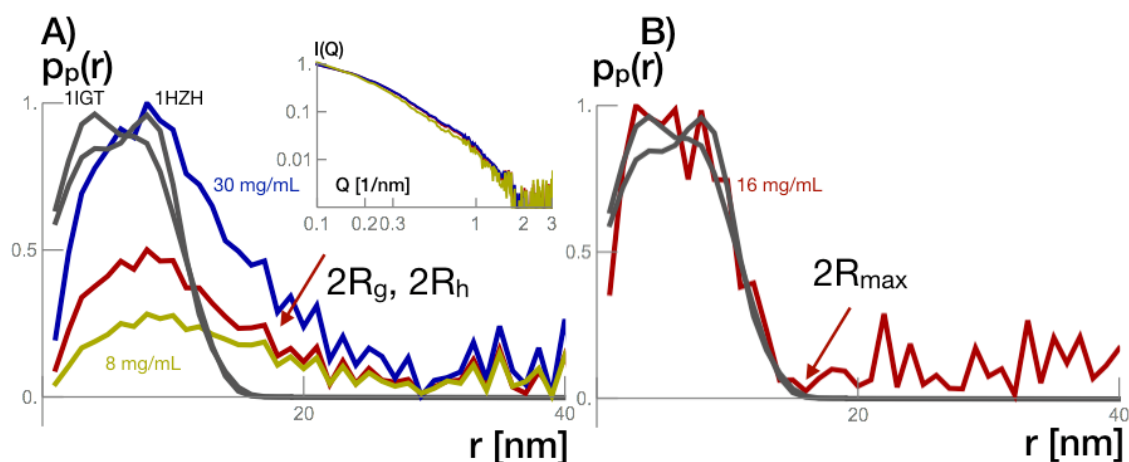 A)
pₚ(r)
1IGT
1HZH
1.
0.5
0.
30 mg/mL
8 mg/mL
2Rg, 2Rh
20
40
r [nm]
I(Q)
1.
0.1
0.01
Q [1/nm]
0.1
0.2
0.3
1
2
3
B)
pₚ(r)
1.
0.5
0.
16 mg/mL
2Rmax
20
40
r [nm]